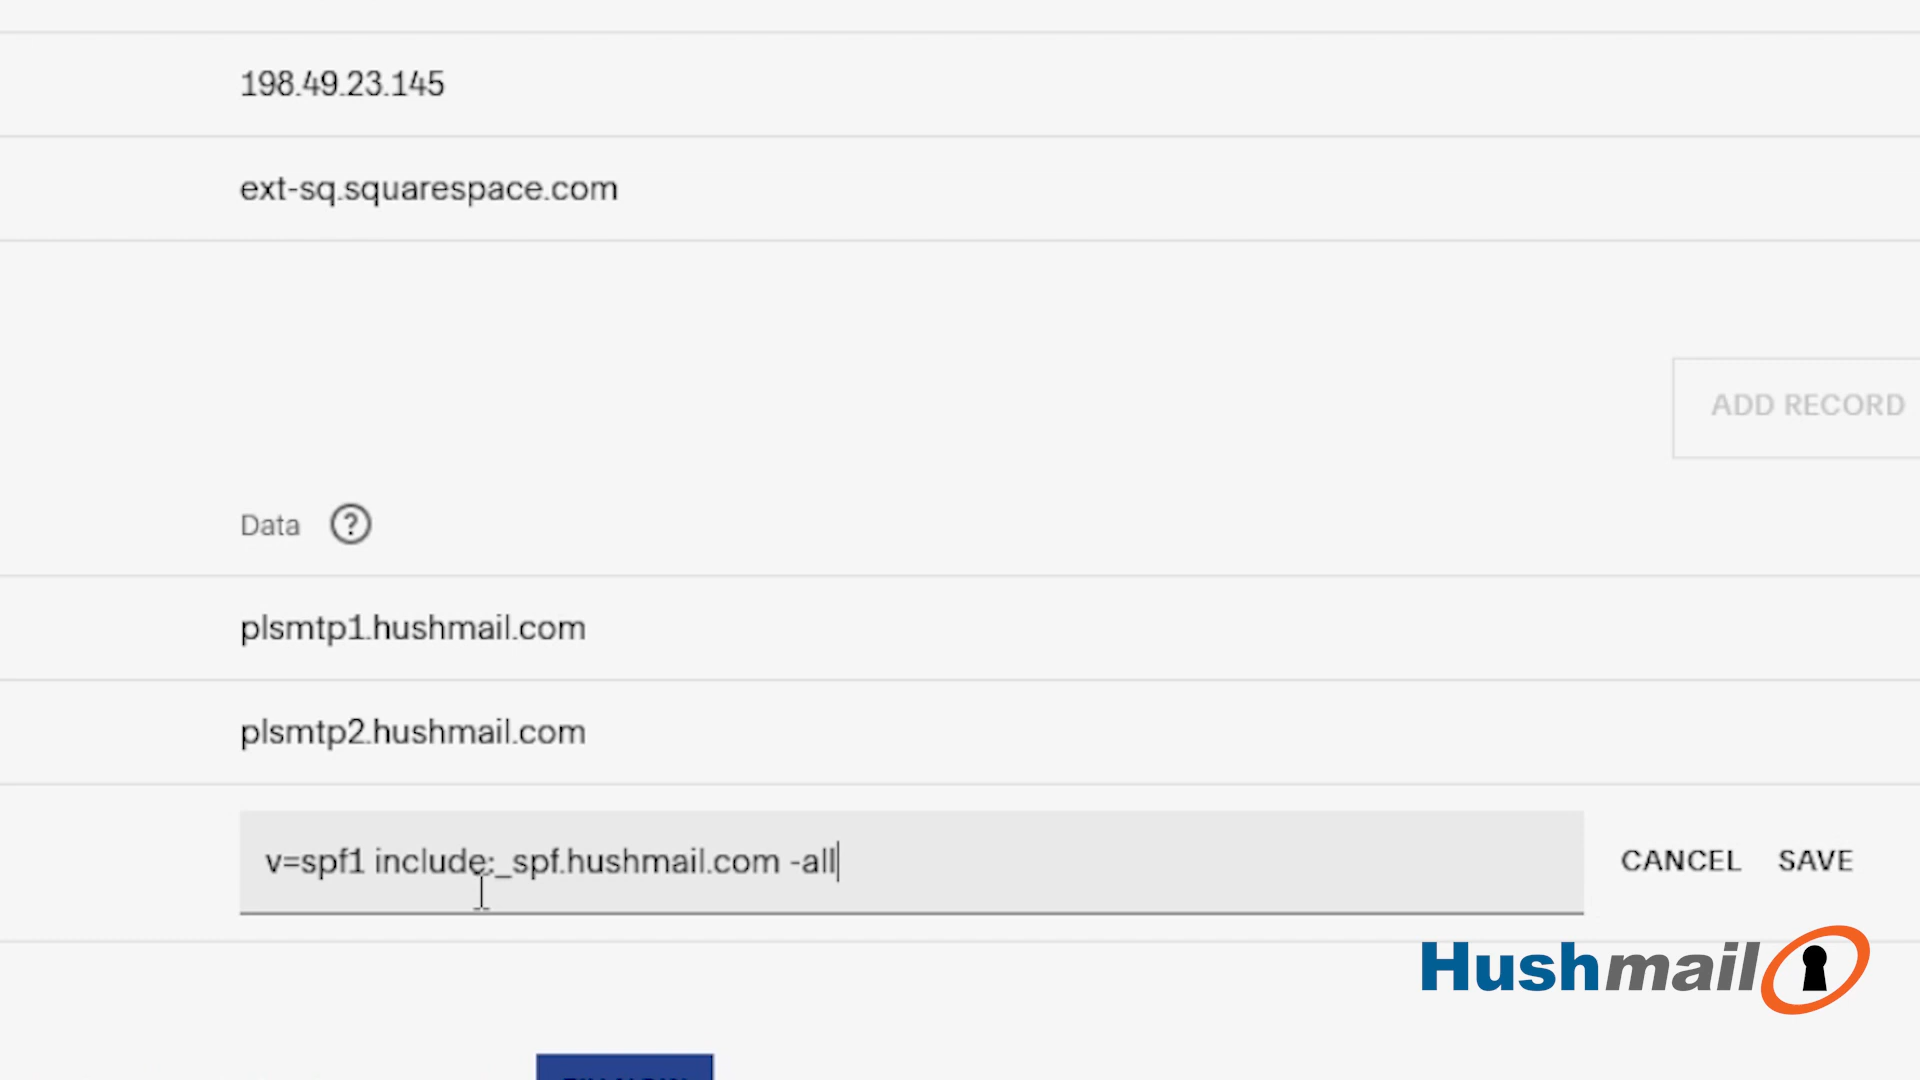 198.49.23.145
ext-sq.squarespace.com
ADD RECORD
Data ?
plsmtp1.hushmail.com
plsmtp2.hushmail.com
v=spf1 include:_spf.hushmail.com -all
CANCEL SAVE
Hushmail